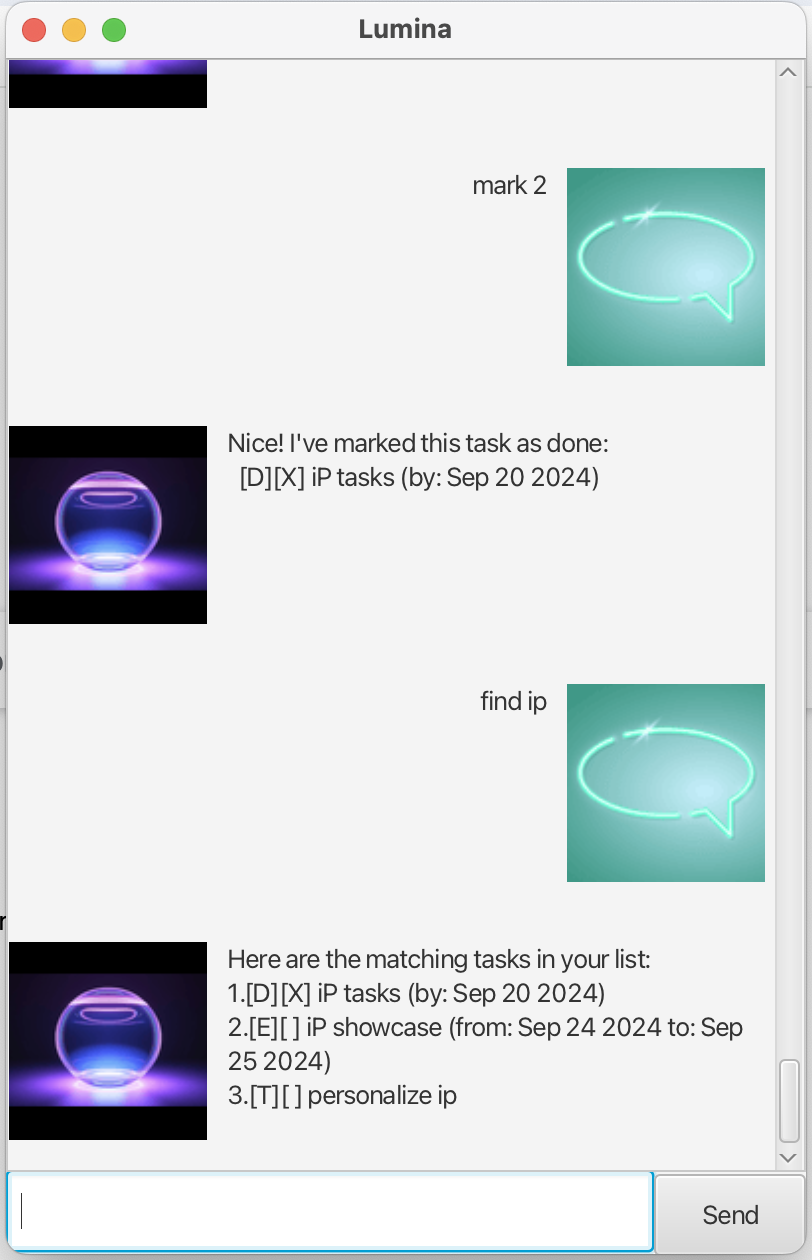 Lumina
mark 2
Nice! I've marked this task as done:
[D][X] iP tasks (by: Sep 20 2024)
find ip
Here are the matching tasks in your list:
1.[D][X] iP tasks (by: Sep 20 2024)
2.[E][ ] iP showcase (from: Sep 24 2024 to: Sep
25 2024)
3.[T][ ] personalize ip
Send